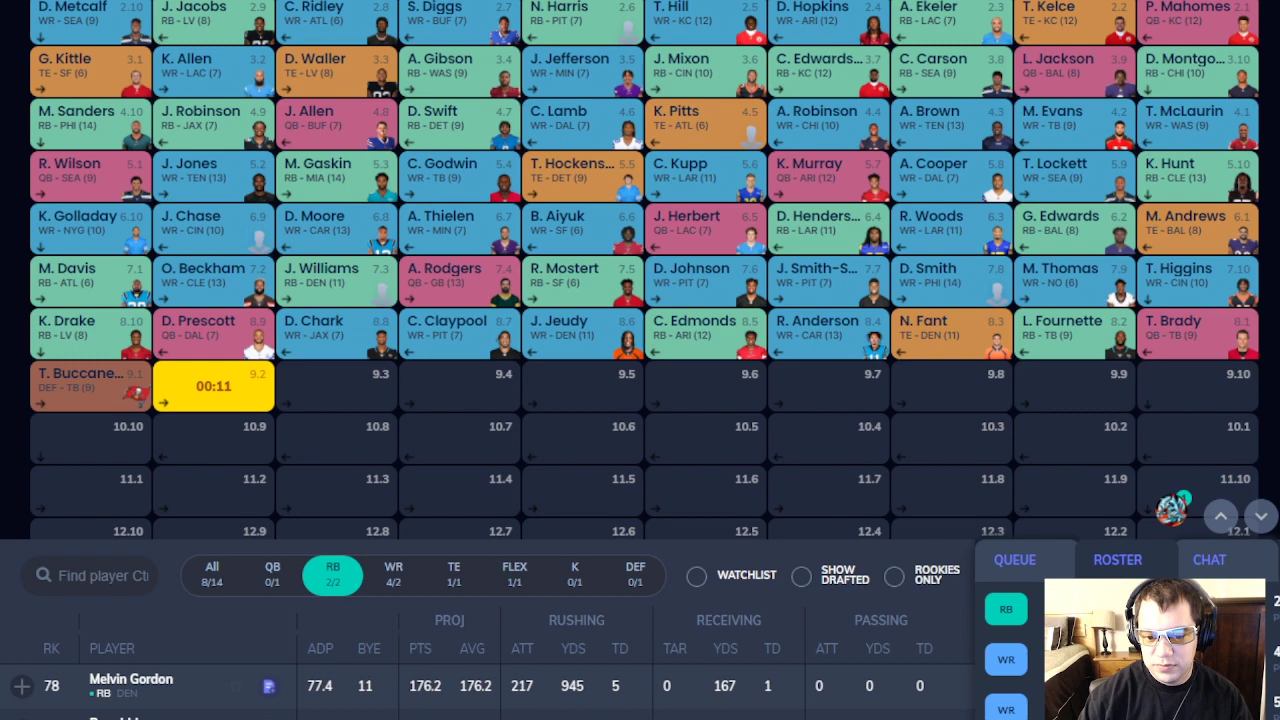 D. Metcalf 2.10 J. Jacobs 2.9 C. Ridley 2.8 S. Diggs 2.7 N. Harris 2.6 T. Hill 2.5 D. Hopkins 2.4 A. Ekeler 2.3 T. Kelce 2.2 P. Mahomes 2.1
WR - SEA (9) RB - LV (8) WR - ATL (6) WR - BUF (7) RB - PIT (7) WR - KC (12) WR - ARI (12) RB - LAC (7) TE - KC (12) QB - KC (12)
G. Kittle 3.1 K. Allen 3.2 D. Waller 3.3 A. Gibson 3.4 J. Jefferson 3.5 J. Mixon 3.6 C. Edwards... 3.7 C. Carson 3.8 L. Jackson 3.9 D. Montgo... 3.10
TE - SF (6) WR - LAC (7) TE - LV (8) RB - WAS (9) WR - MIN (7) RB - CIN (10) RB - KC (12) RB - SEA (9) QB - BAL (8) RB - CHI (10)
M. Sanders 4.10 J. Robinson 4.9 J. Allen 4.8 D. Swift 4.7 C. Lamb 4.6 K. Pitts 4.5 A. Robinson 4.4 A. Brown 4.3 M. Evans 4.2 T. McLaurin 4.1
RB - PHI (14) RB - JAX (7) QB - BUF (7) RB - DET (9) WR - DAL (7) TE - ATL (6) WR - CHI (10) WR - TEN (13) WR - TB (9) WR - WAS (9)
R. Wilson 5.1 J. Jones 5.2 M. Gaskin 5.3 C. Godwin 5.4 T. Hockens... 5.5 C. Kupp 5.6 K. Murray 5.7 A. Cooper 5.8 T. Lockett 5.9 K. Hunt 5.10
QB - SEA (9) WR - TEN (13) RB - MIA (14) WR - TB (9) TE - DET (9) WR - LAR (11) QB - ARI (12) WR - DAL (7) WR - SEA (9) RB - CLE (13)
K. Golladay 6.10 J. Chase 6.9 D. Moore 6.8 A. Thielen 6.7 B. Aiyuk 6.6 J. Herbert 6.5 D. Henders... 6.4 R. Woods 6.3 G. Edwards 6.2 M. Andrews 6.1
WR - NYG (10) WR - CIN (10) WR - CAR (13) WR - MIN (7) WR - SF (6) QB - LAC (7) RB - LAR (11) WR - LAR (11) RB - BAL (8) TE - BAL (8)
M. Davis 7.1 O. Beckham 7.2 J. Williams 7.3 A. Rodgers 7.4 R. Mostert 7.5 D. Johnson 7.6 J. Smith-S... 7.7 D. Smith 7.8 M. Thomas 7.9 T. Higgins 7.10
RB - ATL (6) WR - CLE (13) RB - DEN (11) QB - GB (13) RB - SF (6) WR - PIT (7) WR - PIT (7) WR - PHI (14) WR - NO (6) WR - CIN (10)
K. Drake 8.10 D. Prescott 8.9 D. Chark 8.8 C. Claypool 8.7 J. Jeudy 8.6 C. Edmonds 8.5 R. Anderson 8.4 N. Fant 8.3 L. Fournette 8.2 T. Brady 8.1
RB - LV (8) QB - DAL (7) WR - JAX (7) WR - PIT (7) WR - DEN (11) RB - ARI (12) WR - CAR (13) TE - DEN (11) RB - TB (9) QB - TB (9)
T. Buccane... 9.1 9.2 9.3 9.4 9.5 9.6 9.7 9.8 9.9 9.10
DEF - TB (9) 00:11
10.10 10.9 10.8 10.7 10.6 10.5 10.4 10.3 10.2 10.1
11.1 11.2 11.3 11.4 11.5 11.6 11.7 11.8 11.9 11.10
12.10 12.9 12.8 12.7 12.6 12.5 12.4 12.3 12.2 12.1
Find player
All QB RB WR TE FLEX K DEF
8/14 0/1 2/2 4/2 1/1 1/1 0/1 0/1
WATCHLIST
SHOW
DRAFTED
ROOKIES
ONLY
QUEUE ROSTER CHAT
RB
WR
WR
PROJ RUSHING RECEIVING PASSING
RK PLAYER ADP BYE PTS AVG ATT YDS TD TAR YDS TD ATT YDS TD
78 Melvin Gordon 77.4 11 176.2 176.2 217 945 5 0 167 1 0 0 0
RB DEN